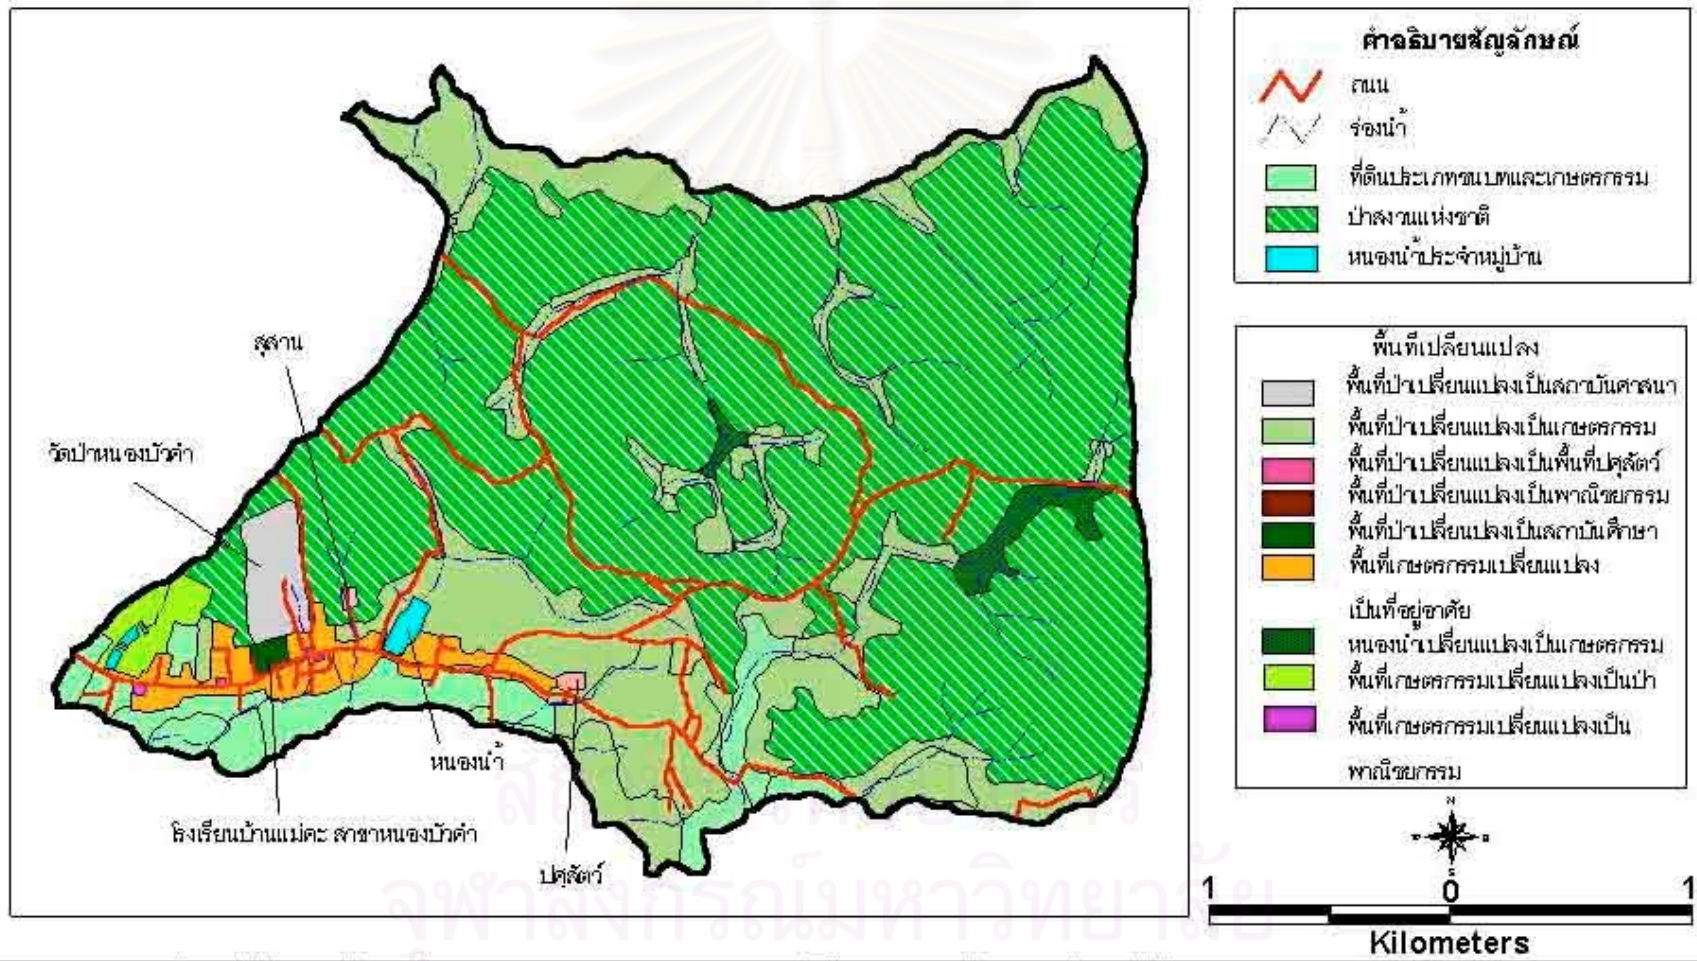 สุสาน
วัดป่าหนองบัวคำ
หนองน้ำ
โรงเรียนบ้านแม่ตะ สาขาหนองบัวคำ
ปศุสัตว์
คำอธิบายสัญลักษณ์
ถนน
ร่องน้ำ
ที่ดินประเภทชนบทและเกษตรกรรม
ป่าสงวนแห่งชาติ
หนองน้ำประจำหมู่บ้าน
พื้นที่เปลี่ยนแปลง
พื้นที่ป่าเปลี่ยนแปลงเป็นสถาบันศาสนา
พื้นที่ป่าเปลี่ยนแปลงเป็นเกษตรกรรม
พื้นที่ป่าเปลี่ยนแปลงเป็นพื้นที่ปศุสัตว์
พื้นที่ป่าเปลี่ยนแปลงเป็นพาณิชยกรรม
พื้นที่ป่าเปลี่ยนปลงเป็นสถาบันศึกษา
พื้นที่เกษตรกรรมเปลี่ยนแปลง
เป็นที่อยู่อาศัย
หนองน้ำเปลี่ยนแปลงเป็นเกษตรกรรม
พื้นที่เกษตรกรรมเปลี่ยนแปลงเป็นป่า
พื้นที่เกษตรกรรมเปลี่ยนแปลงเป็น
พาณิชยกรรม
N
1 0 1
Kilometers
จุฬาลงกรณ์มหาวิทยาลัย